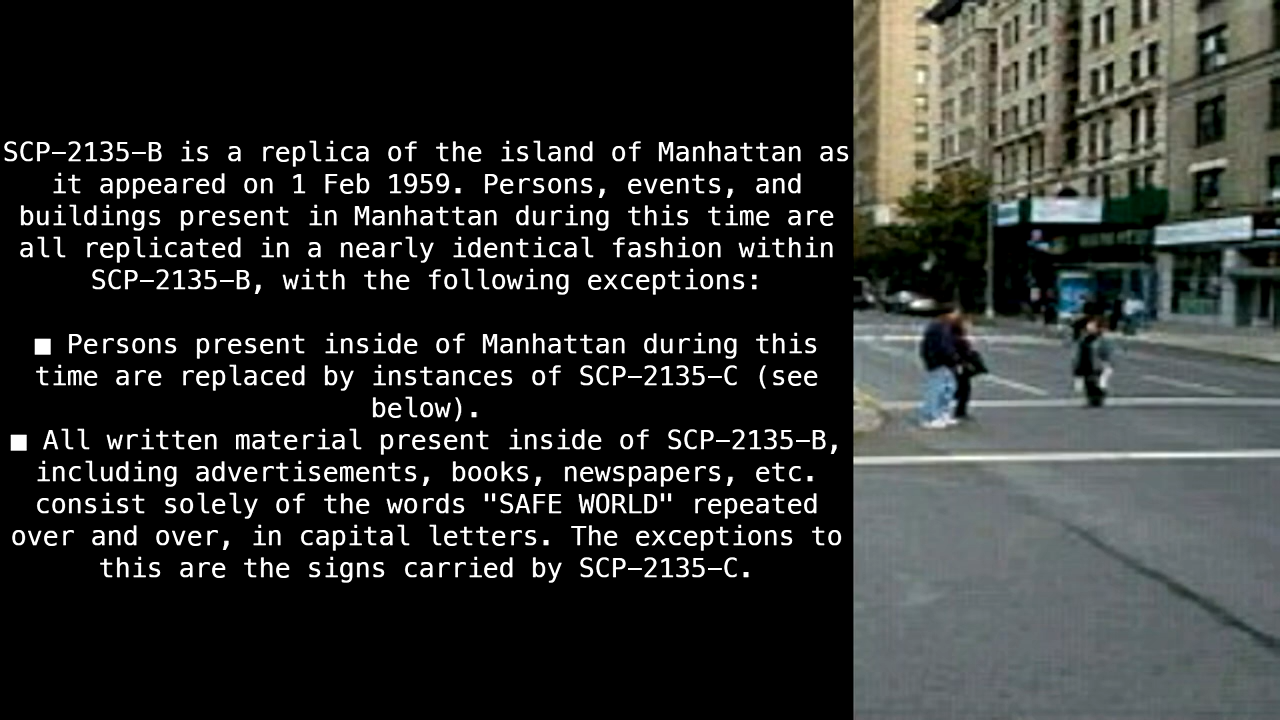 SCP–2135–B is a replica of the island of Manhattan as
it appeared on 1 Feb 1959. Persons, events, and
buildings present in Manhattan during this time are
all replicated in a nearly identical fashion within
SCP–2135–B, with the following exceptions:
■ Persons present inside of Manhattan during this
time are replaced by instances of SCP–2135–C (see
below).
■ All written material present inside of SCP–2135–B,
including advertisements, books, newspapers, etc.
consist solely of the words "SAFE WORLD" repeated
over and over, in capital letters. The exceptions to
this are the signs carried by SCP–2135–C.